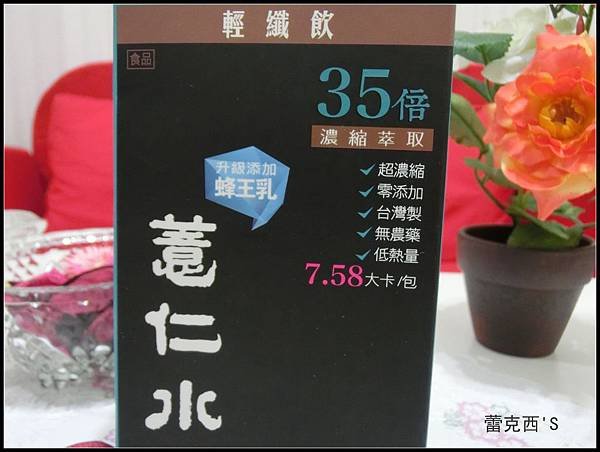 輕纖飲
食品
35倍
濃縮萃取
升級添加
蜂王乳
超濃縮
零添加
台灣製
無農藥
低熱量
7.58大卡/包
薏仁水
蕾克西'S